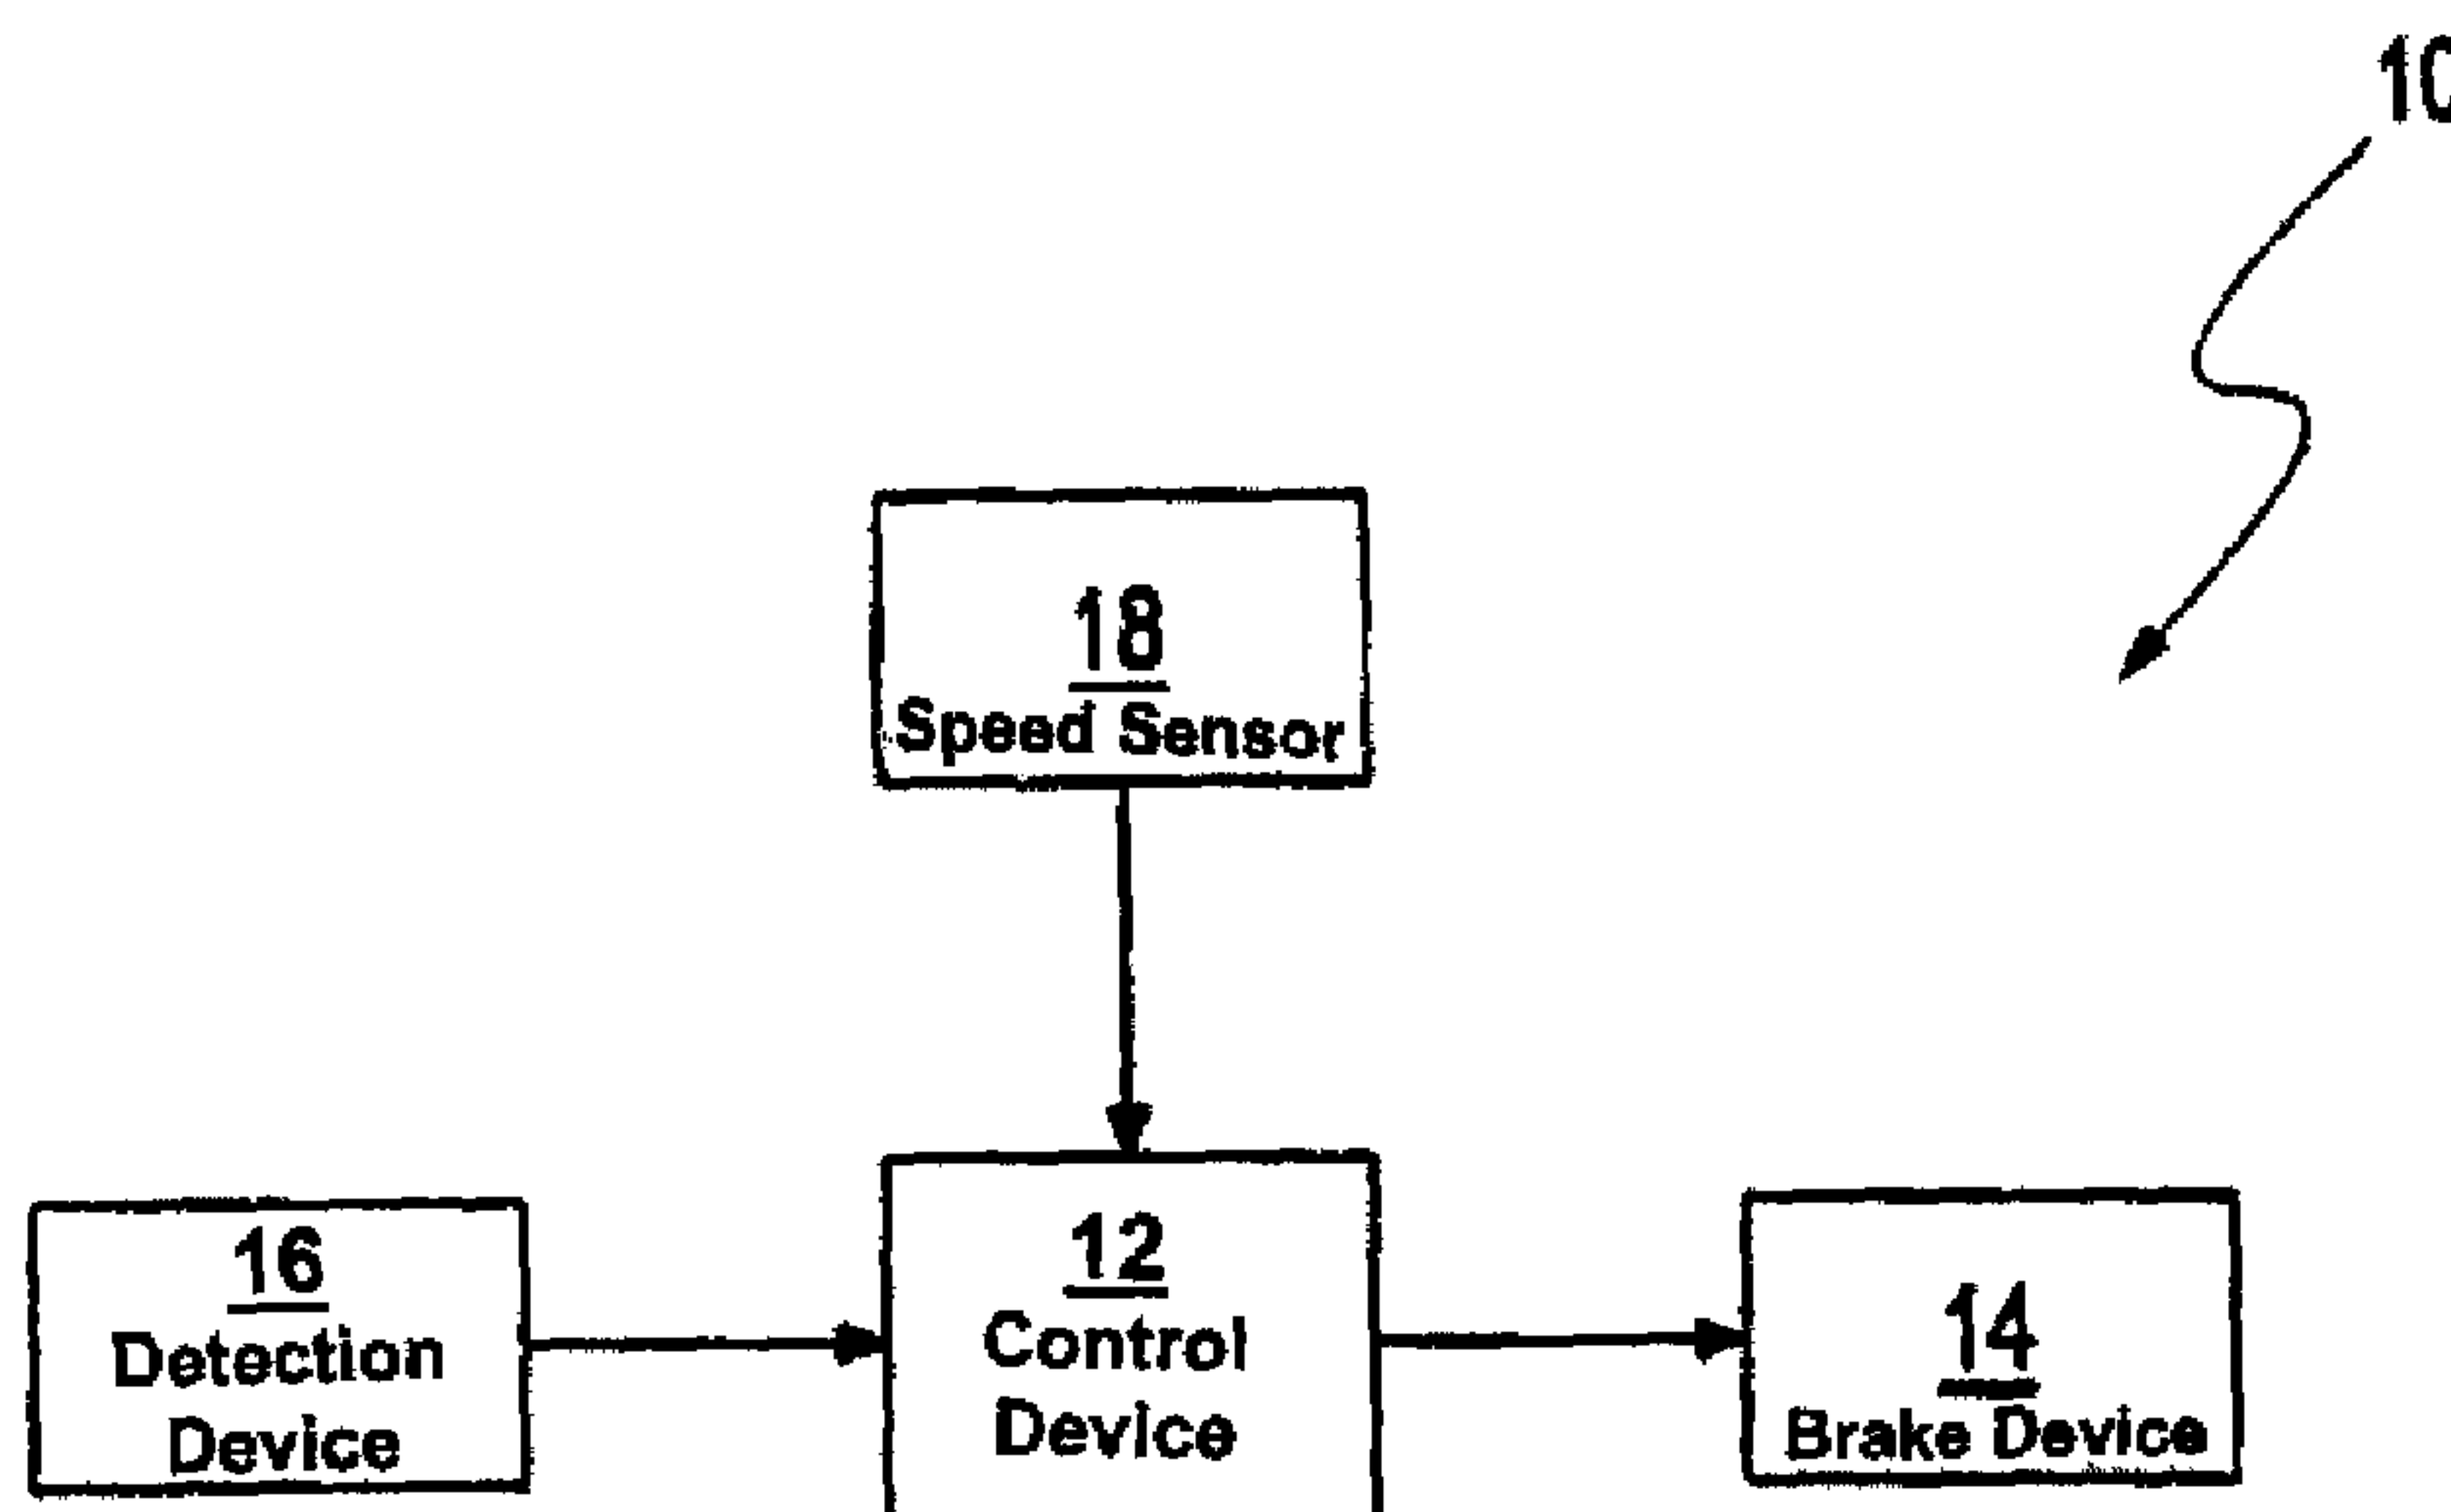 10
18
Speed Sensor
16
Detection
Device
12
Control
Device
14
Brake Device